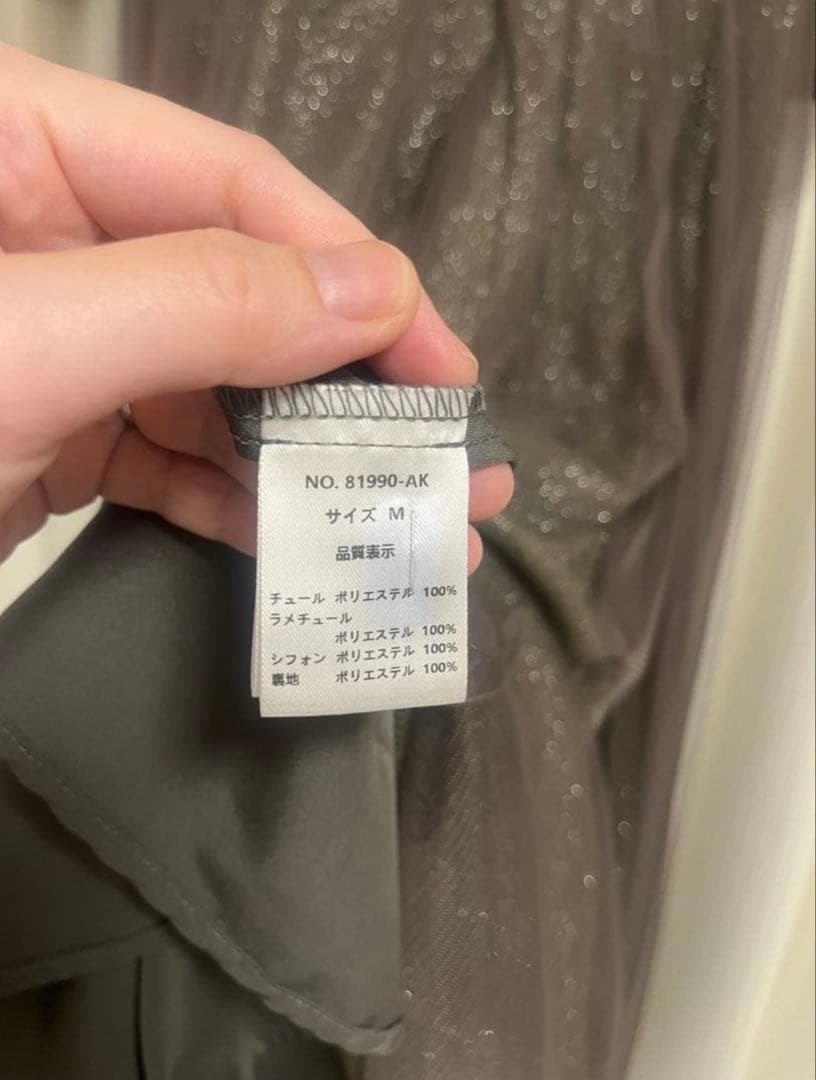 NO. 81990-AK
サイズ M
品質表示
チュール ポリエステル 100%
ラメチュール
ポリエステル 100%
シフォン ポリエステル 100%
裏地 ポリエステル 100%